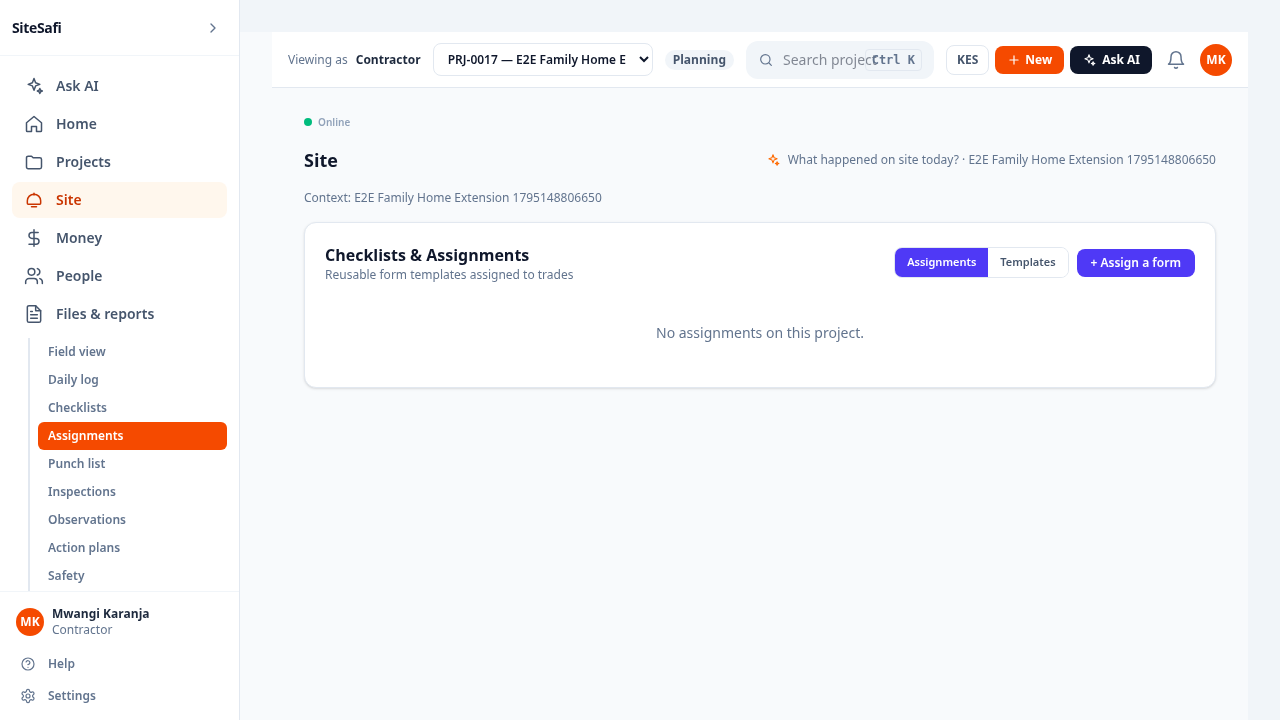 SiteSafi
Ask AI
Home
Projects
Site
Money
People
Files & reports
Field view
Daily log
Checklists
Assignments
Punch list
Inspections
Observations
Action plans
Safety
MK
Mwangi Karanja
Contractor
Help
Settings
Viewing as Contractor
PRJ-0017 — E2E Family Home E
Planning
Search project
Ctrl K
KES
New
Ask AI
MK
Online
Site
What happened on site today? · E2E Family Home Extension 1795148806650
Context: E2E Family Home Extension 1795148806650
Checklists & Assignments
Reusable form templates assigned to trades
Assignments
Templates
+ Assign a form
No assignments on this project.